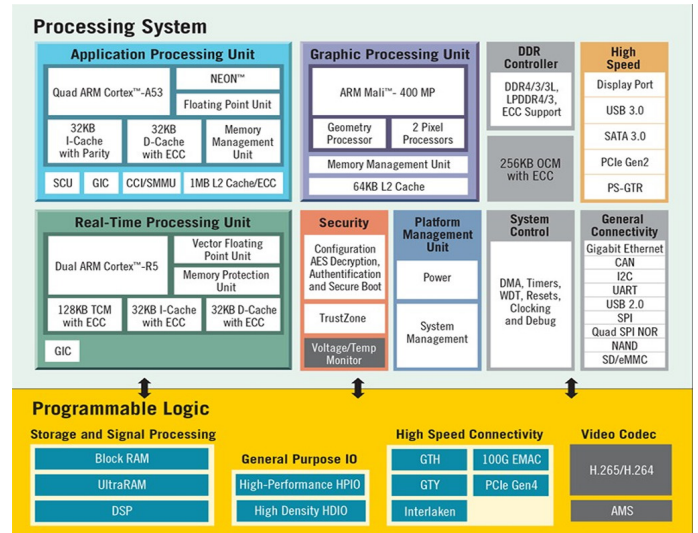 Processing System
Application Processing Unit
Quad ARM Cortex™-A53
NEON™
Floating Point Unit
32KB
I-Cache
with Parity
32KB
D-Cache
with ECC
Memory
Management
Unit
SCU
GIC
CCI/SMMU
1MB L2 Cache/ECC
Graphic Processing Unit
ARM Mali™- 400 MP
Geometry
Processor
2 Pixel
Processors
Memory Management Unit
64KB L2 Cache
DDR
Controller
DDR4/3/3L,
LPDDR4/3,
ECC Support
256KB OCM
with ECC
High
Speed
Display Port
USB 3.0
SATA 3.0
PCIe Gen2
PS-GTR
Real-Time Processing Unit
Dual ARM Cortex™-R5
Vector Floating
Point Unit
Memory Protection
Unit
128KB TCM
with ECC
32KB I-Cache
with ECC
32KB D-Cache
with ECC
GIC
Security
Configuration
AES Decryption,
Authentification
and Secure Boot
TrustZone
Voltage/Temp
Monitor
Platform
Management
Unit
Power
System
Management
System
Control
DMA, Timers,
WDT, Resets,
Clocking
and Debug
General
Connectivity
Gigabit Ethernet
CAN
I2C
UART
USB 2.0
SPI
Quad SPI NOR
NAND
SD/eMMC
Programmable Logic
Storage and Signal Processing
Block RAM
UltraRAM
DSP
General Purpose IO
High-Performance HPIO
High Density HDIO
High Speed Connectivity
GTH
100G EMAC
GTY
PCIe Gen4
Interlaken
Video Codec
H.265/H.264
AMS